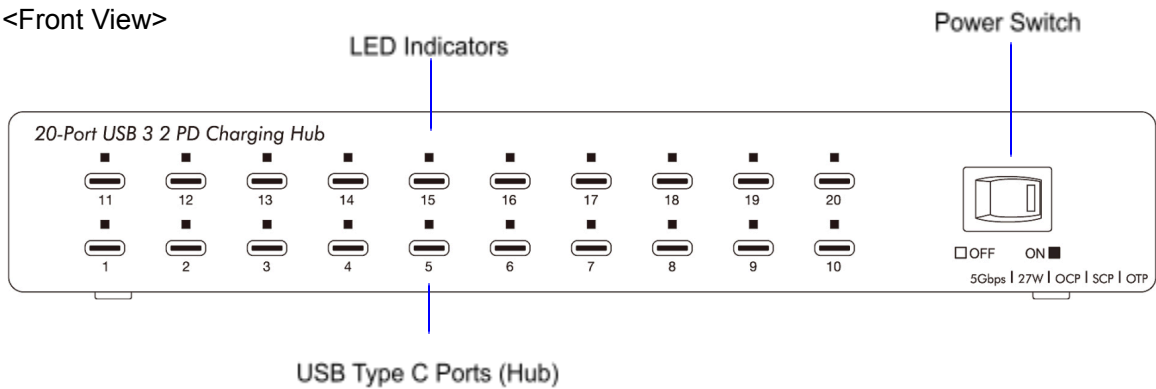 <Front View>
Power Switch
LED Indicators
20-Port USB 3 2 PD Charging Hub
11 12 13 14 15 16 17 18 19 20
1 2 3 4 5 6 7 8 9 10
OFF ON
5Gbps | 27W | OCP | SCP | OTP
USB Type C Ports (Hub)